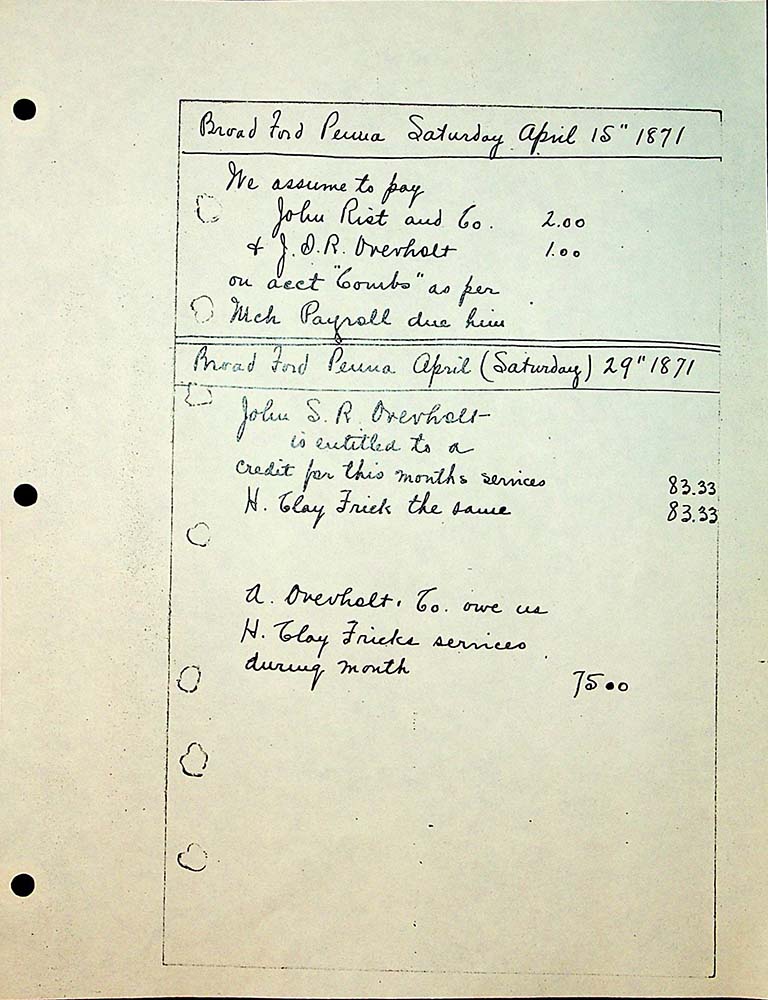 Broad Ford Penna Saturday April 15" 1871
We assume to pay
John Rist and Co. 2.00
& J. O. R. Overholt 1.00
on acct "Combs" as per
Mch Payroll due him
Broad Ford Penna April (Saturday) 29" 1871
John S. R. Overholt
is entitled to a
credit for this months services 83.33
H. Clay Frick the same 83.33
A. Overholt. Co. owe us
H. Clay Fricks services
during month
75.00